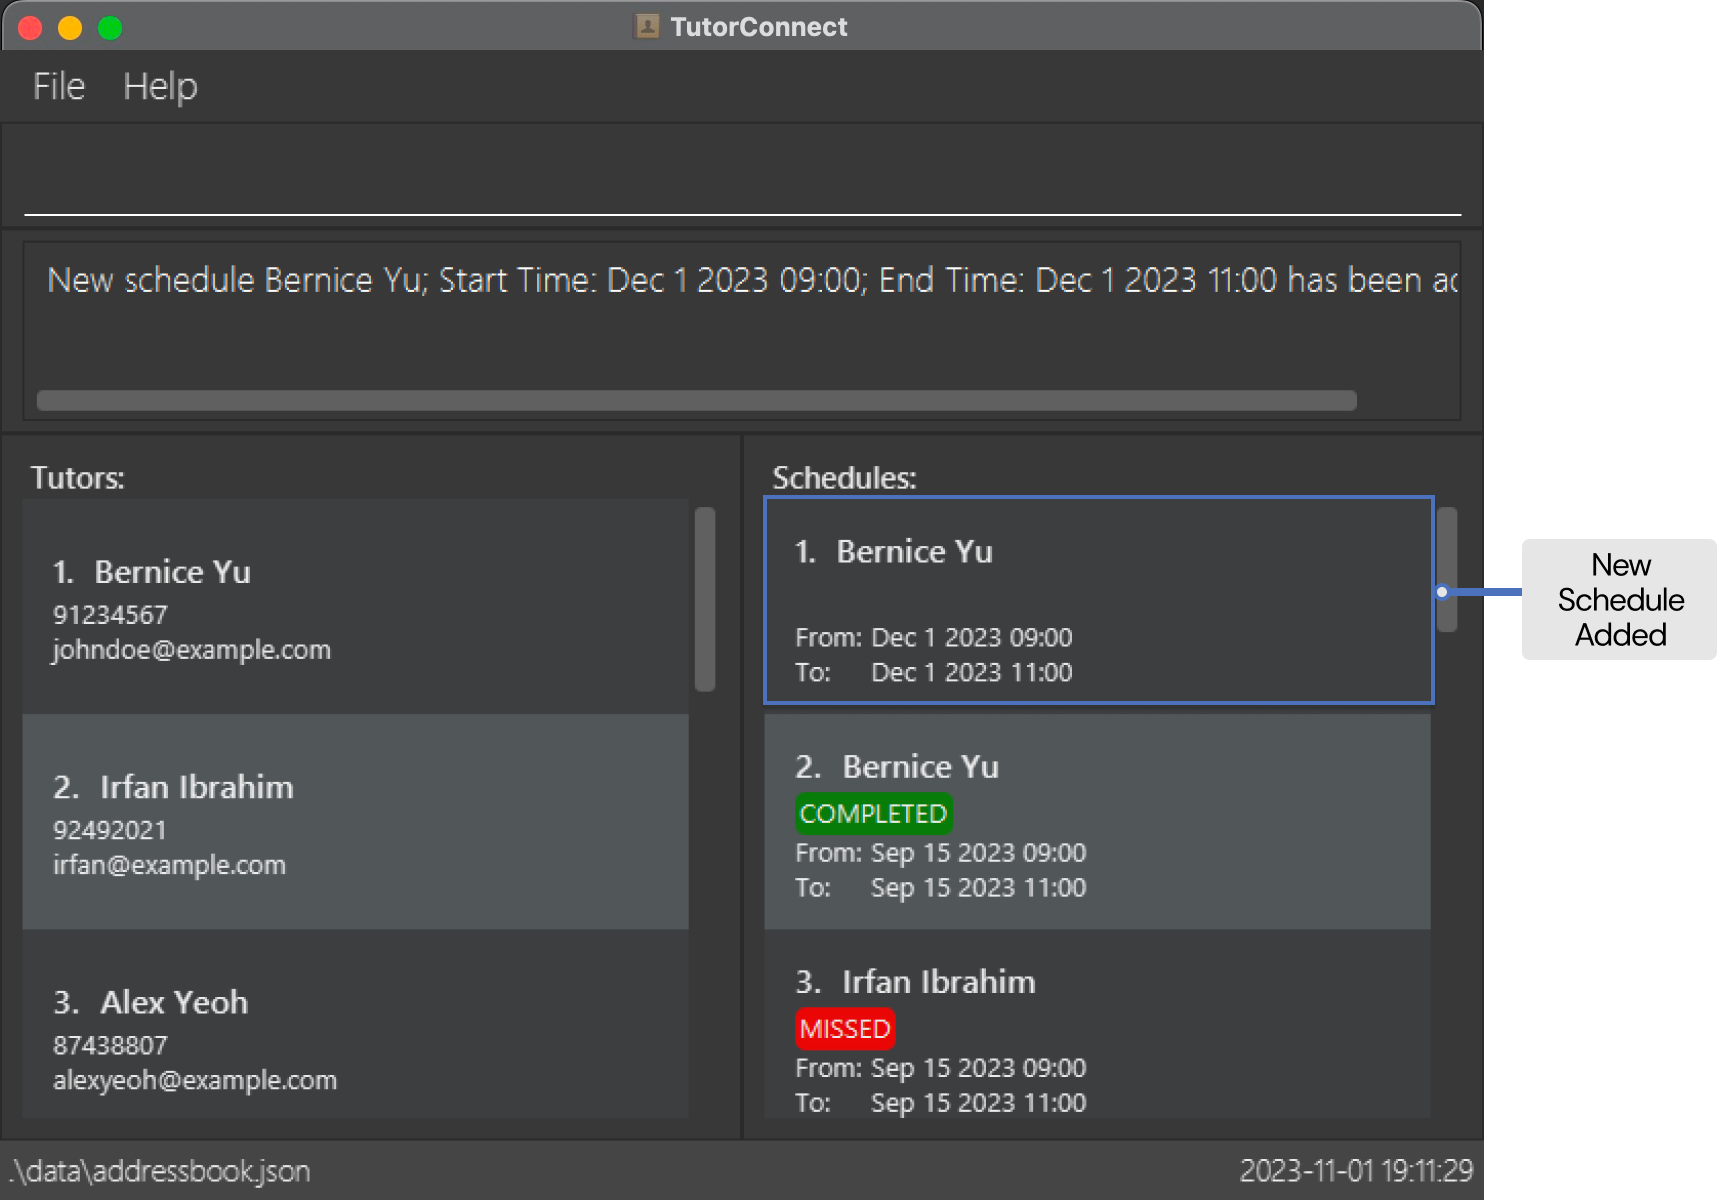 TutorConnect
File Help
New schedule Bernice Yu; Start Time: Dec 1 2023 09:00; End Time: Dec 1 2023 11:00 has been
Tutors:
1. Bernice Yu
91234567
johndoe@example.com
2. Irfan Ibrahim
92492021
irfan@example.com
3. Alex Yeoh
87438807
alexyeoh@example.com
Schedules:
1. Bernice Yu
From: Dec 1 2023 09:00
To: Dec 1 2023 11:00
2. Bernice Yu
COMPLETED
From: Sep 15 2023 09:00
To: Sep 15 2023 11:00
3. Irfan Ibrahim
MISSED
From: Sep 15 2023 09:00
To: Sep 15 2023 11:00
New
Schedule
Added
.\data\addressbook.json
2023-11-01 19:11:29